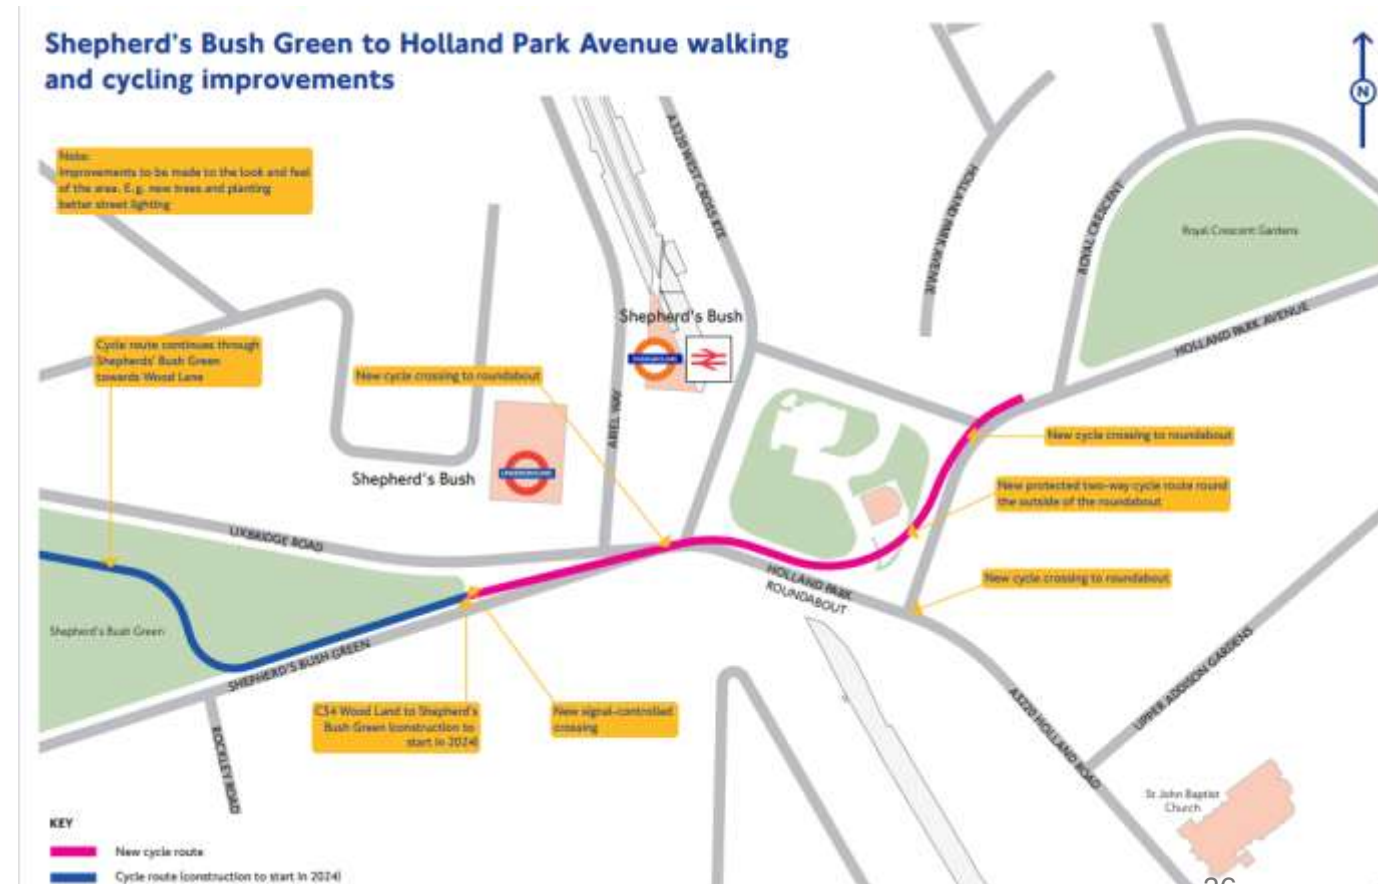 Shepherd's Bush Green to Holland Park Avenue walking
and cycling improvements
N
Note:
Improvements to be made to the look and feel
of the area. E.g. new trees and planting
better street lighting
A3220 WEST CROSS RTE
HOLLAND PARK AVENUE
ROYAL CRESCENT
Royal Crescent Gardens
HOLLAND PARK AVENUE
Shepherd's Bush
OVERGROUND
Cycle route continues through
Shepherds' Bush Green
towards Wood Lane
New cycle crossing to roundabout
ARIEL WAY
Shepherd's Bush
UNDERGROUND
New cycle crossing to roundabout
New protected two-way cycle route round
the outside of the roundabout
New cycle crossing to roundabout
UXBRIDGE ROAD
HOLLAND PARK
ROUNDABOUT
Shepherd's Bush Green
SHEPHERD'S BUSH GREEN
C34 Wood Land to Shepherd's
Bush Green (construction to
start in 2024)
New signal-controlled
crossing
ROCKLEY ROAD
A3220 HOLLAND ROAD
UPPER ADDISON GARDENS
St John Baptist
Church
KEY
New cycle route
Cycle route (construction to start in 2024)